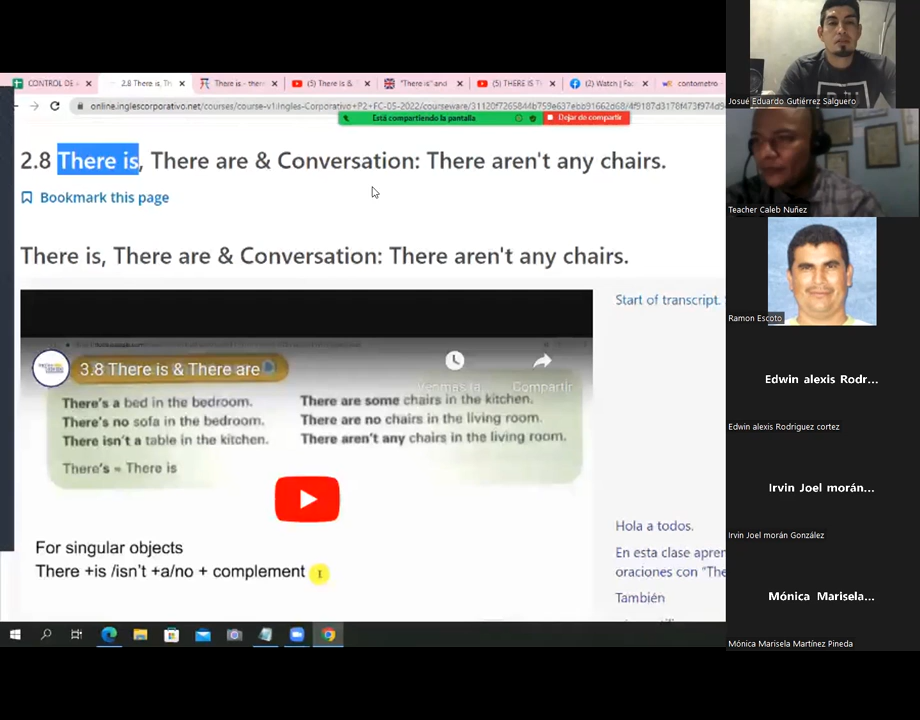 CONTROL DE
2.8 There is, Th
There is - there
(5) There Is &
"There is" and
(5) THERE IS T
(2) Watch | Fac
contometro
online.inglescorporativo.net/courses/course-v1:Ingles-Corporativo+P2+FC-05-2022/courseware/
Está compartiendo la pantalla
Dejar de compartir
2.8 There is, There are & Conversation: There aren't any chairs.
Bookmark this page
There is, There are & Conversation: There aren't any chairs.
Start of transcript.
3.8 There is & There are
Compartir
There's a bed in the bedroom.
There are some chairs in the kitchen.
There's no sofa in the bedroom.
There are no chairs in the living room.
There isn't a table in the kitchen.
There aren't any chairs in the living room.
There's = There is
For singular objects
There +is /isn't +a/no + complement
Hola a todos.
En esta clase apren
oraciones con "The
También
Josué Eduardo Gutiérrez Salguero
Teacher Caleb Nuñez
Ramon Escoto
Edwin alexis Rodr...
Edwin alexis Rodriguez cortez
Irvin Joel morán...
Irvin Joel morán González
Mónica Marisela...
Mónica Marisela Martínez Pineda